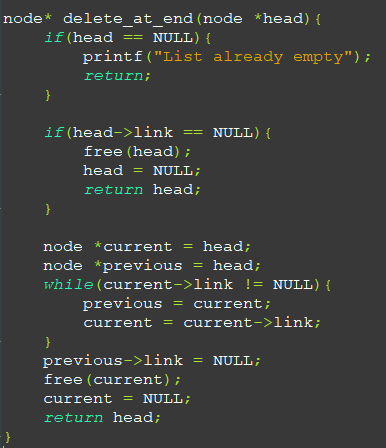 node* delete_at_end(node *head){
    if(head == NULL){
        printf("List already empty");
        return;
    }

    if(head->link == NULL){
        free(head);
        head = NULL;
        return head;
    }

    node *current = head;
    node *previous = head;
    while(current->link != NULL){
        previous = current;
        current = current->link;
    }
    previous->link = NULL;
    free(current);
    current = NULL;
    return head;
}